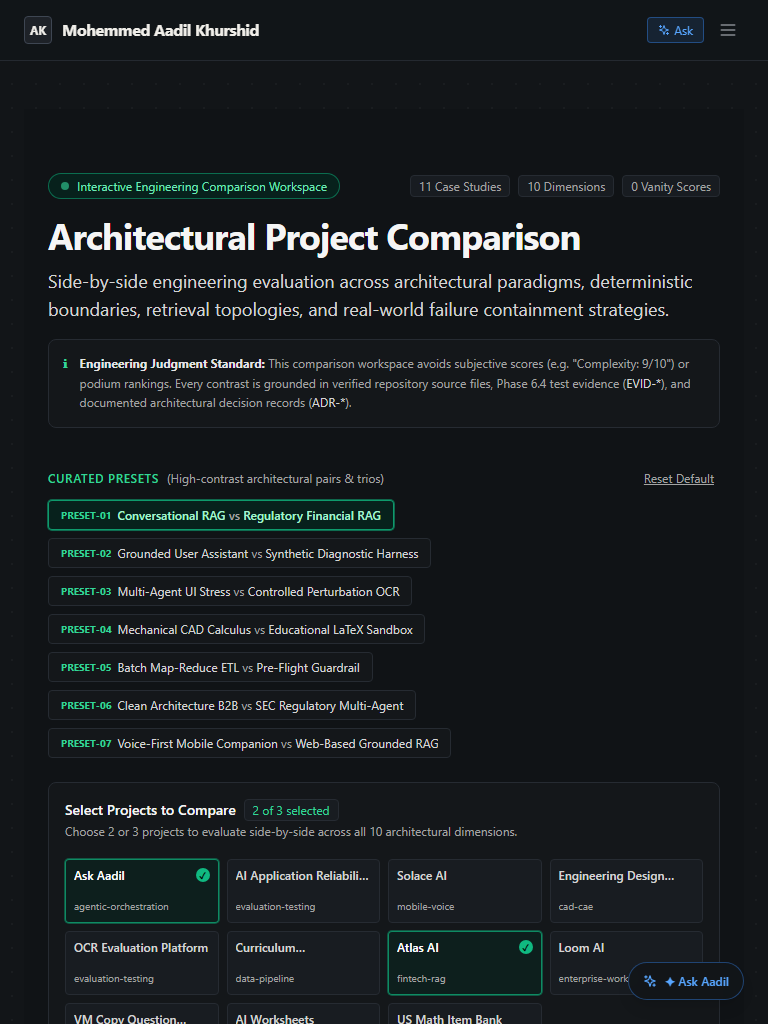 AK Mohemmed Aadil Khurshid Ask
Interactive Engineering Comparison Workspace 11 Case Studies 10 Dimensions 0 Vanity Scores
Architectural Project Comparison
Side-by-side engineering evaluation across architectural paradigms, deterministic
boundaries, retrieval topologies, and real-world failure containment strategies.
Engineering Judgment Standard: This comparison workspace avoids subjective scores (e.g. "Complexity: 9/10") or
podium rankings. Every contrast is grounded in verified repository source files, Phase 6.4 test evidence (EVID-*), and
documented architectural decision records (ADR-*).
CURATED PRESETS (High-contrast architectural pairs & trios) Reset Default
PRESET-01 Conversational RAG vs Regulatory Financial RAG
PRESET-02 Grounded User Assistant vs Synthetic Diagnostic Harness
PRESET-03 Multi-Agent UI Stress vs Controlled Perturbation OCR
PRESET-04 Mechanical CAD Calculus vs Educational LaTeX Sandbox
PRESET-05 Batch Map-Reduce ETL vs Pre-Flight Guardrail
PRESET-06 Clean Architecture B2B vs SEC Regulatory Multi-Agent
PRESET-07 Voice-First Mobile Companion vs Web-Based Grounded RAG
Select Projects to Compare 2 of 3 selected
Choose 2 or 3 projects to evaluate side-by-side across all 10 architectural dimensions.
Ask Aadil AI Application Reliabili... Solace AI Engineering Design...
agentic-orchestration evaluation-testing mobile-voice cad-cae
OCR Evaluation Platform Curriculum... Atlas AI Loom AI
evaluation-testing data-pipeline fintech-rag enterprise-work
✦ Ask Aadil
VM Copy Question... AI Worksheets US Math Item Bank